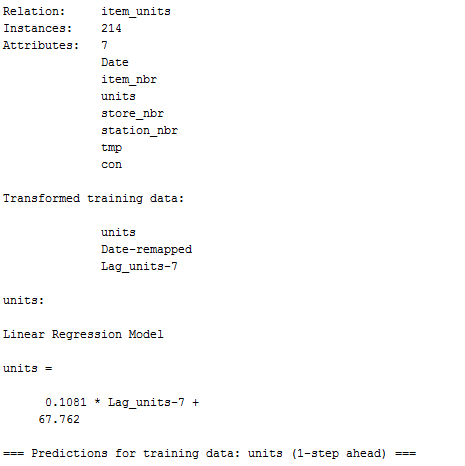 Relation:     item_units
Instances:    214
Attributes:   7
              Date
              item_nbr
              units
              store_nbr
              station_nbr
              tmp
              con
Transformed training data:
              units
              Date-remapped
              Lag_units-7
units:
Linear Regression Model
units =
      0.1081 * Lag_units-7 +
     67.762
=== Predictions for training data: units (1-step ahead) ===